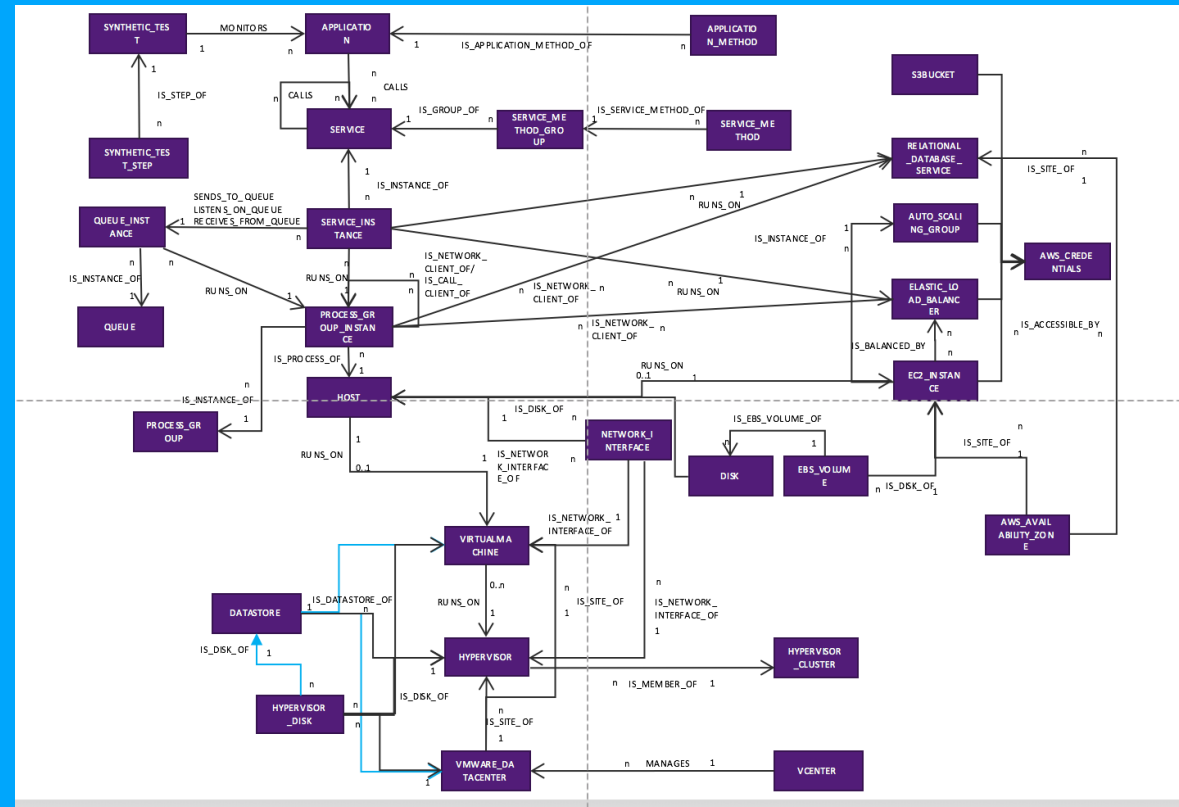 SYNTHETIC_TES
T
MONITORS
1
n
APPLICATIO
N
1
IS_APPLICATION_METHOD_OF
n
APPLICATIO
N_METHOD
1
IS_STEP_OF
n
n
CALLS
n
CALLS
n
n
S3BUCKET
SERVICE
1
IS_GROUP_OF
n
SERVICE_ME
THOD_GRO
UP
1
IS_SERVICE_METHOD_OF
n
SERVICE_ME
THOD
SYNTHETIC_TES
T_STEP
RELATIONAL
_DATABASE_
SERVICE
n
IS_SITE_OF
1
1
IS_INSTANCE_OF
n
SENDS_TO_QUEUE
LISTENS_ON_QUEUE
RECEIVES_FROM_QUEUE
1
n
n
1
RUNS_ON
QUEUE_INST
ANCE
SERVICE_INS
TANCE
AUTO_SCALI
NG_GROUP
1
IS_INSTANCE_OF
n
AWS_CREDE
NTIALS
n
n
IS_INSTANCE_OF
1
RUNS_ON
1
RUNS_ON
n
1
IS_NETWORK_
CLIENT_OF/
IS_CALL_
CLIENT_OF
n
n
n
IS_NETWORK_
CLIENT_OF
n
n
1
RUNS_ON
ELASTIC_LO
AD_BALANC
ER
QUEUE
PROCESS_GR
OUP_INSTA
NCE
n
IS_NETWORK_
CLIENT_OF
n
n
IS_ACCESSIBLE_BY
n
IS_BALANCED_BY
n
n
IS_PROCESS_OF
n
1
RUNS_ON
0..1
1
EC2_INSTAN
CE
HOST
n
IS_INSTANCE_OF
1
PROCESS_GR
OUP
IS_DISK_OF
1
n
n
NETWORK_I
NTERFACE
IS_EBS_VOLUME_OF
n
1
n
IS_SITE_OF
1
1
RUNS_ON
0..1
1
IS_NETWOR
K_INTERFAC
E_OF
DISK
EBS_VOLUM
E
n
IS_DISK_OF
1
IS_NETWORK_
INTERFACE_OF
1
AWS_AVAIL
ABILITY_ZON
E
VIRTUALMA
CHINE
0..n
RUNS_ON
1
n
n
IS_SITE_OF
1
n
IS_NETWORK_
INTERFACE_OF
1
DATASTORE
1
IS_DATASTORE_OF
n
IS_DISK_OF
1
n
HYPERVISOR
1
HYPERVISOR
_CLUSTER
n
IS_MEMBER_OF
1
HYPERVISOR
_DISK
n
n
IS_DISK_OF
n
IS_SITE_OF
1
VMWARE_DA
TACENTER
1
n
MANAGES
1
VCENTER